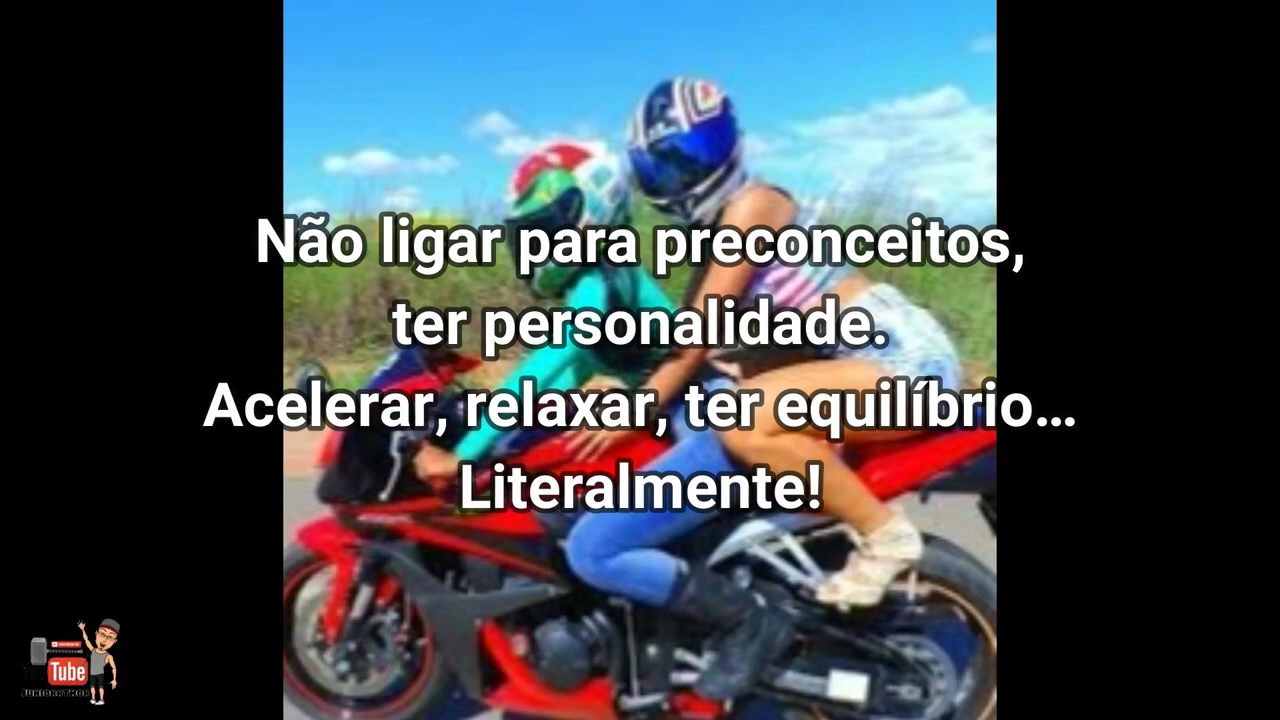 Não ligar para preconceitos,
ter personalidade.
Acelerar, relaxar, ter equilíbrio...
Literalmente!
Tube